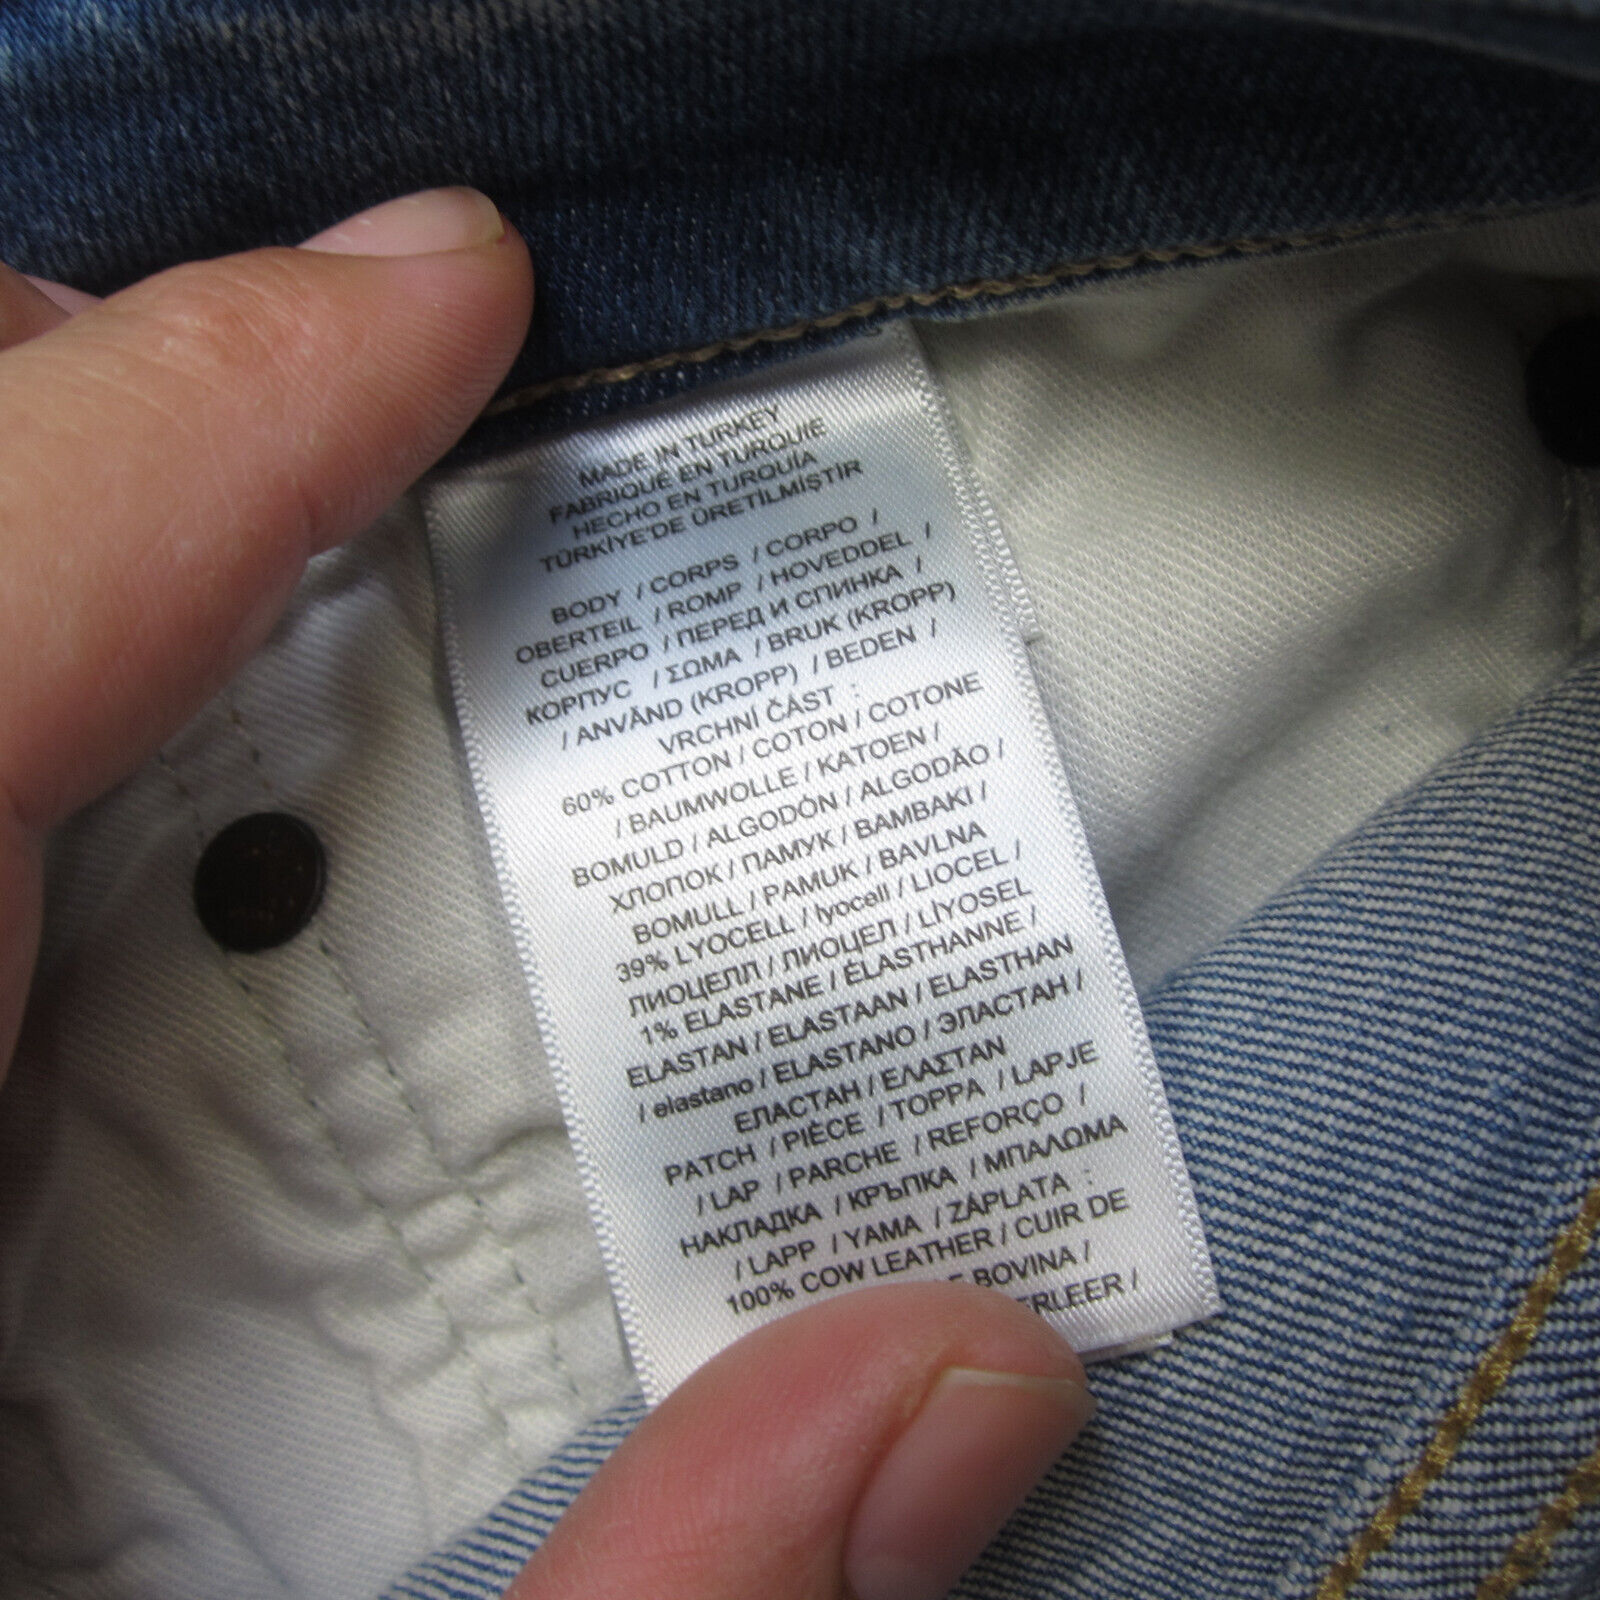 MADE IN TURKEY
FABRIQUÉ EN TURQUIE
HECHO EN TURQUÍA
TÜRKİYE'DE ÜRETİLMİŞTİR
BODY / CORPS / CORPO /
OBERTEIL / ROMP / HOVEDDEL /
CUERPO / ПЕРЕД И СПИНКА /
КОРПУС / ΣΩΜΑ / BRUK (KROPP)
/ ANVÄND (KROPP) / BEDEN /
VRCHNÍ ČÁST :
60% COTTON / COTON / COTONE
/ BAUMWOLLE / KATOEN /
BOMULD / ALGODÓN / ALGODÃO /
ХЛОПОК / ПАМУК / BAMBAKI /
BOMULL / PAMUK / BAVLNA
39% LYOCELL / lyocell / LIOCEL /
ЛИОЦЕЛЛ / ЛИОЦЕЛ / LİYOSEL
1% ELASTANE / ÉLASTHANNE /
ELASTAN / ELASTAAN / ELASTHAN
/ elastano / ELASTANO / ЭЛАСТАН /
ЕЛАСТАН / ΕΛΑΣΤΑΝ
PATCH / PIÈCE / TOPPA / LAPJE
/ LAP / PARCHE / REFORÇO /
НАКЛАДКА / КРЪПКА / ΜΠΑΛΩΜΑ
/ LAPP / YAMA / ZÁPLATA :
100% COW LEATHER / CUIR DE
BOVINA /
ERLEER /